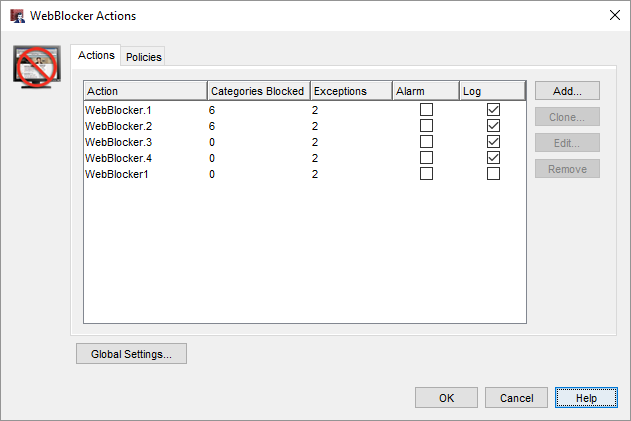 WebBlocker Actions
Actions Policies
Action Categories Blocked Exceptions Alarm Log
WebBlocker.1 6 2
WebBlocker.2 6 2
WebBlocker.3 0 2
WebBlocker.4 0 2
WebBlocker1 0 2
Add...
Clone...
Edit...
Remove
Global Settings...
OK Cancel Help